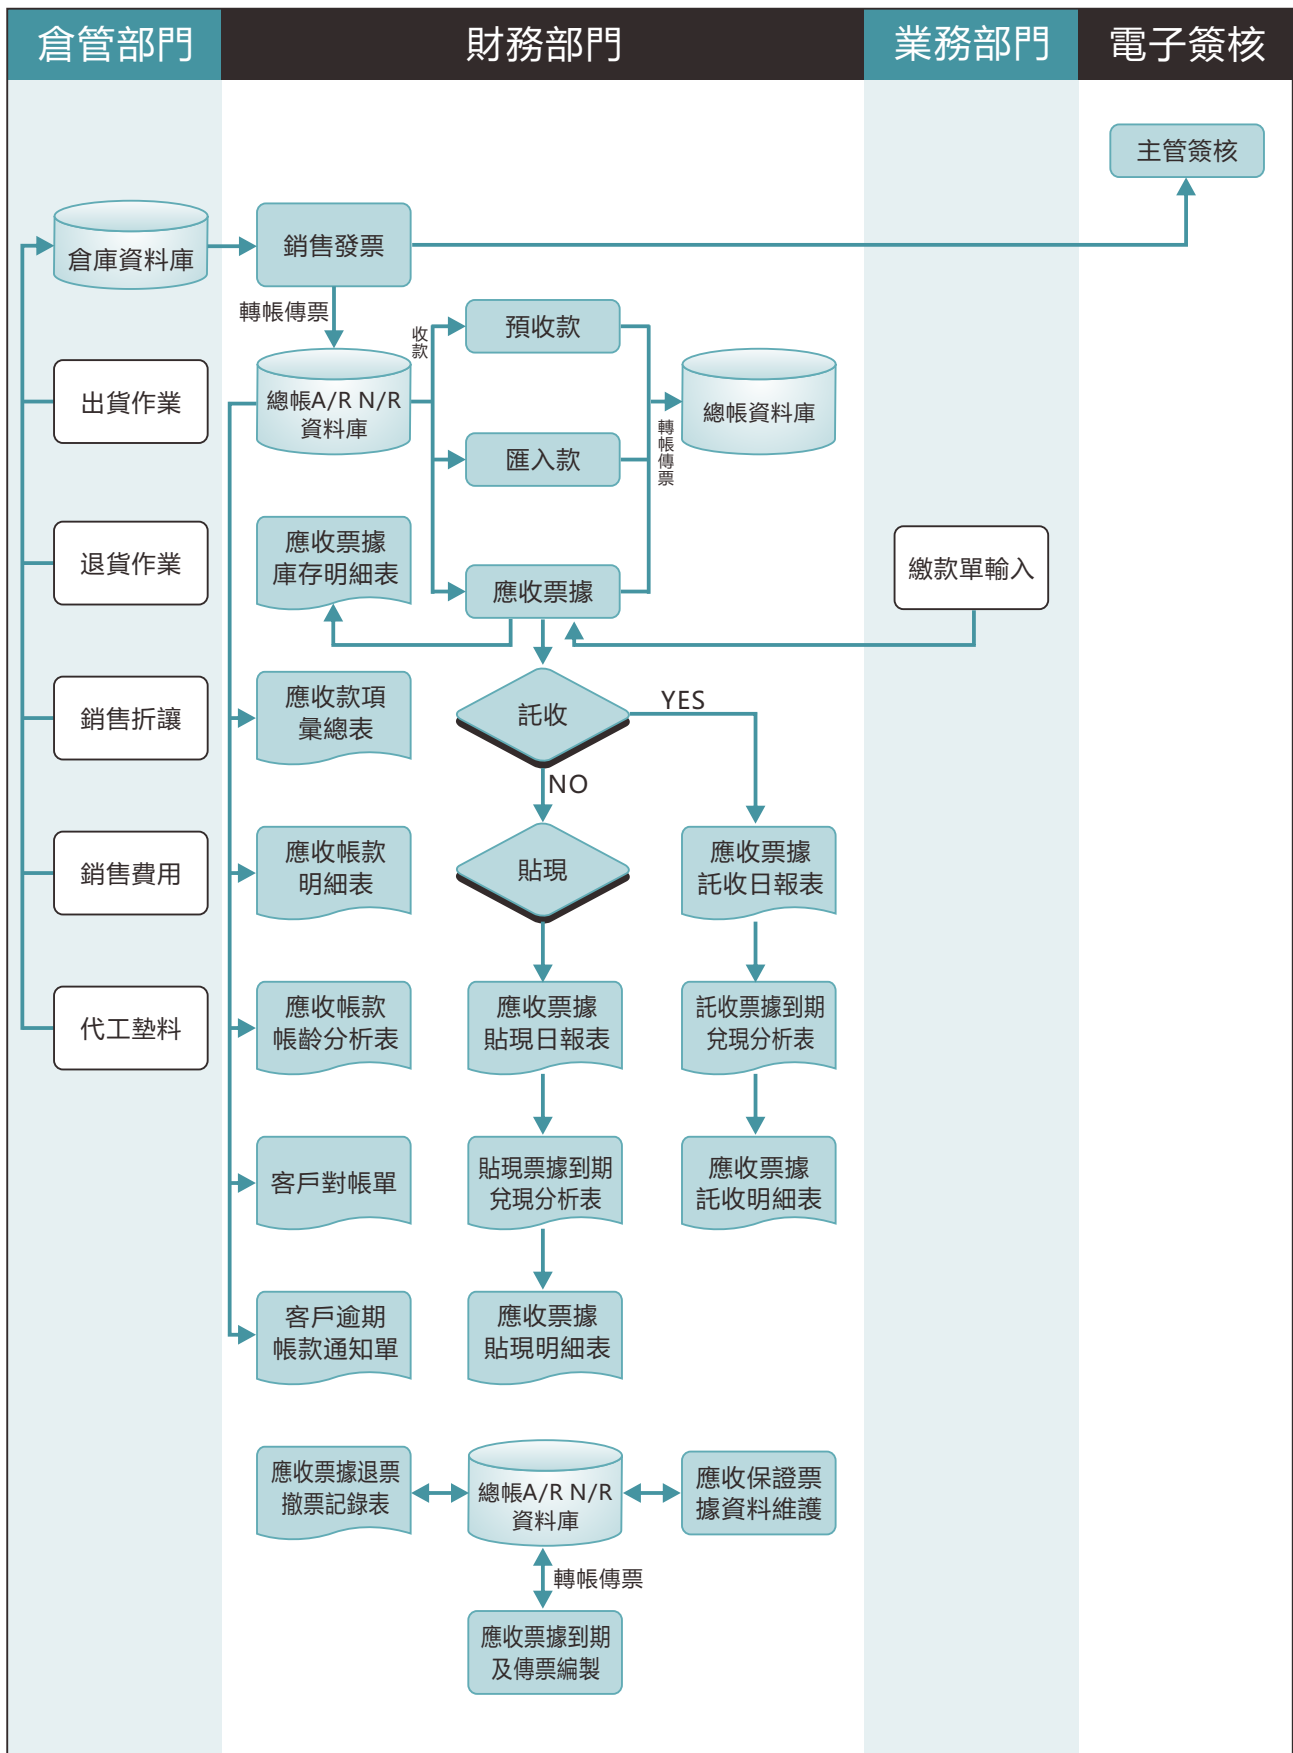 倉管部門
財務部門
業務部門
電子簽核
主管簽核
倉庫資料庫
銷售發票
轉帳傳票
收款
預收款
出貨作業
總帳A/R N/R
資料庫
總帳資料庫
轉帳傳票
匯入款
退貨作業
應收票據
庫存明細表
應收票據
繳款單輸入
銷售折讓
應收款項
彙總表
託收
YES
NO
銷售費用
應收帳款
明細表
貼現
應收票據
託收日報表
代工墊料
應收帳款
帳齡分析表
應收票據
貼現日報表
託收票據到期
兌現分析表
客戶對帳單
貼現票據到期
兌現分析表
應收票據
託收明細表
客戶逾期
帳款通知單
應收票據
貼現明細表
應收票據退票
撤票記錄表
總帳A/R N/R
資料庫
應收保證票
據資料維護
轉帳傳票
應收票據到期
及傳票編製